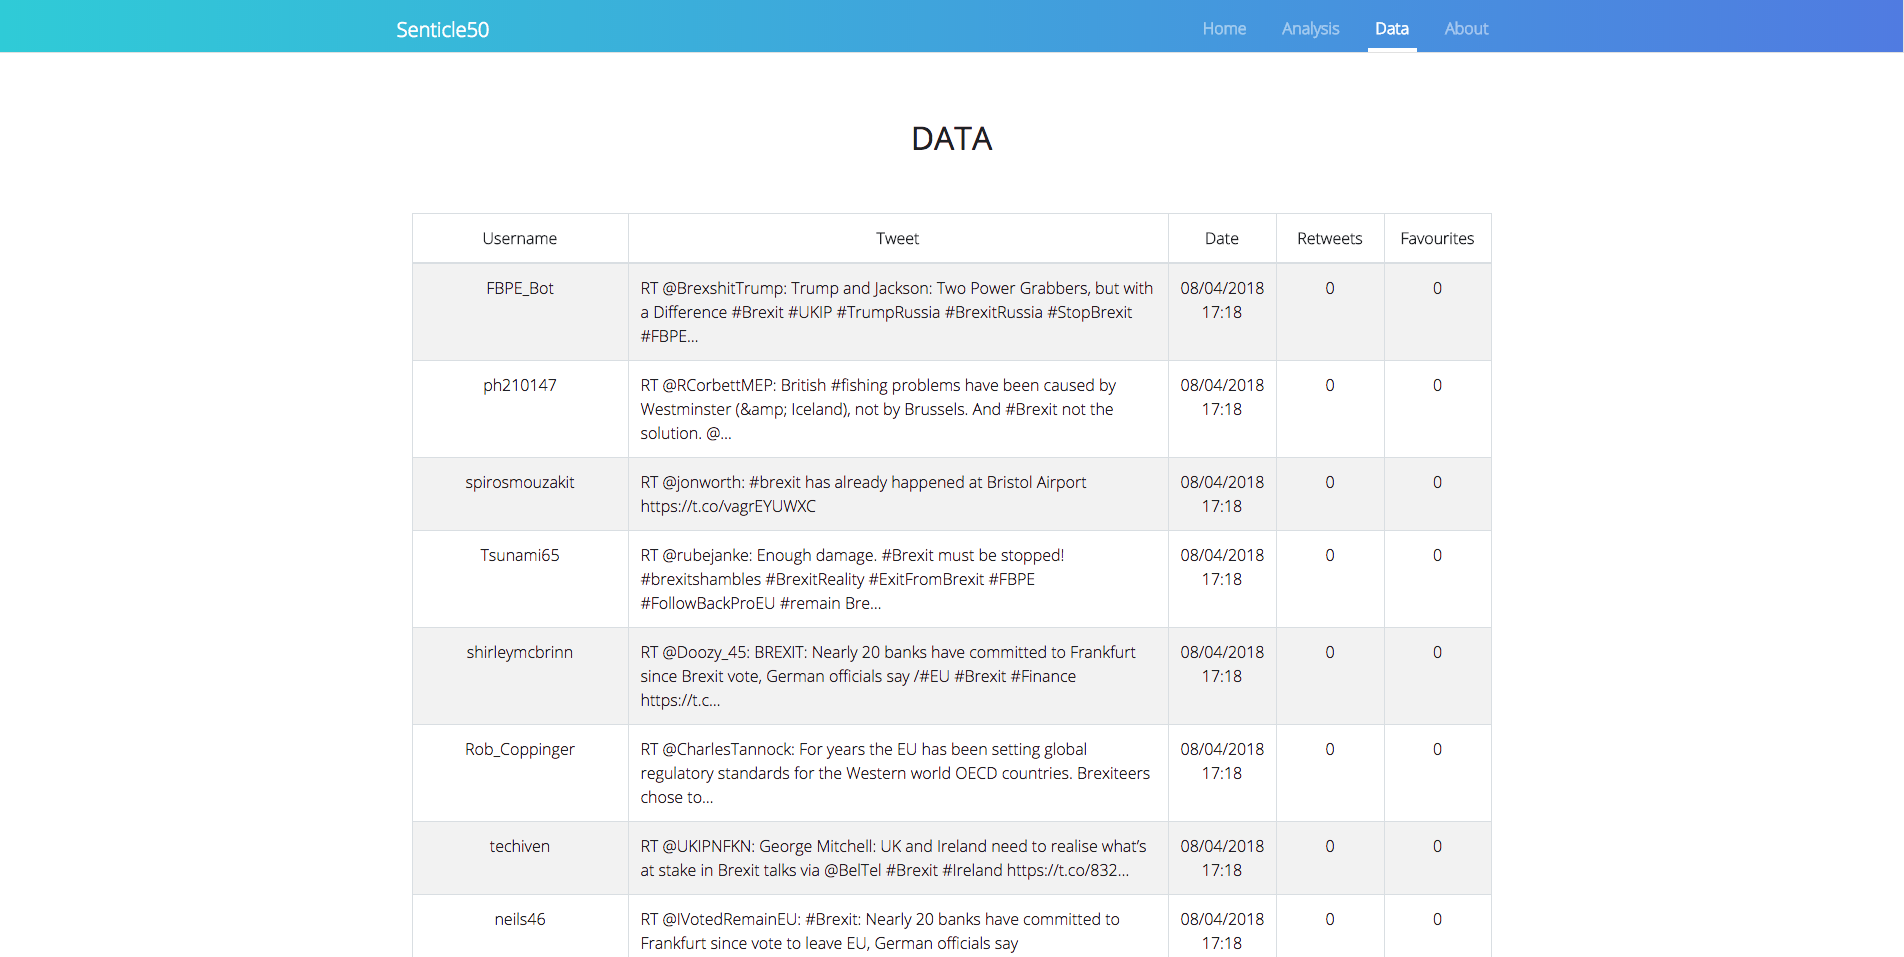 Senticle50
Home Analysis Data About
DATA
Username Tweet Date Retweets Favourites
FBPE_Bot RT @BrexshitTrump: Trump and Jackson: Two Power Grabbers, but with 08/04/2018 0 0
a Difference #Brexit #UKIP #TrumpRussia #BrexitRussia #StopBrexit 17:18
#FBPE...
ph210147 RT @RCorbettMEP: British #fishing problems have been caused by 08/04/2018 0 0
Westminster (&amp; Iceland), not by Brussels. And #Brexit not the 17:18
solution. @...
spirosmouzakit RT @jonworth: #brexit has already happened at Bristol Airport 08/04/2018 0 0
https://t.co/vagrEYUWXC 17:18
Tsunami65 RT @rubejanke: Enough damage. #Brexit must be stopped! 08/04/2018 0 0
#brexitshambles #BrexitReality #ExitFromBrexit #FBPE 17:18
#FollowBackProEU #remain Bre...
shirleymcbrinn RT @Doozy_45: BREXIT: Nearly 20 banks have committed to Frankfurt 08/04/2018 0 0
since Brexit vote, German officials say /#EU #Brexit #Finance 17:18
https://t.c...
Rob_Coppinger RT @CharlesTannock: For years the EU has been setting global 08/04/2018 0 0
regulatory standards for the Western world OECD countries. Brexiteers 17:18
chose to...
techiven RT @UKIPNFKN: George Mitchell: UK and Ireland need to realise what's 08/04/2018 0 0
at stake in Brexit talks via @BelTel #Brexit #Ireland https://t.co/832... 17:18
neils46 RT @IVotedRemainEU: #Brexit: Nearly 20 banks have committed to 08/04/2018 0 0
Frankfurt since vote to leave EU, German officials say 17:18